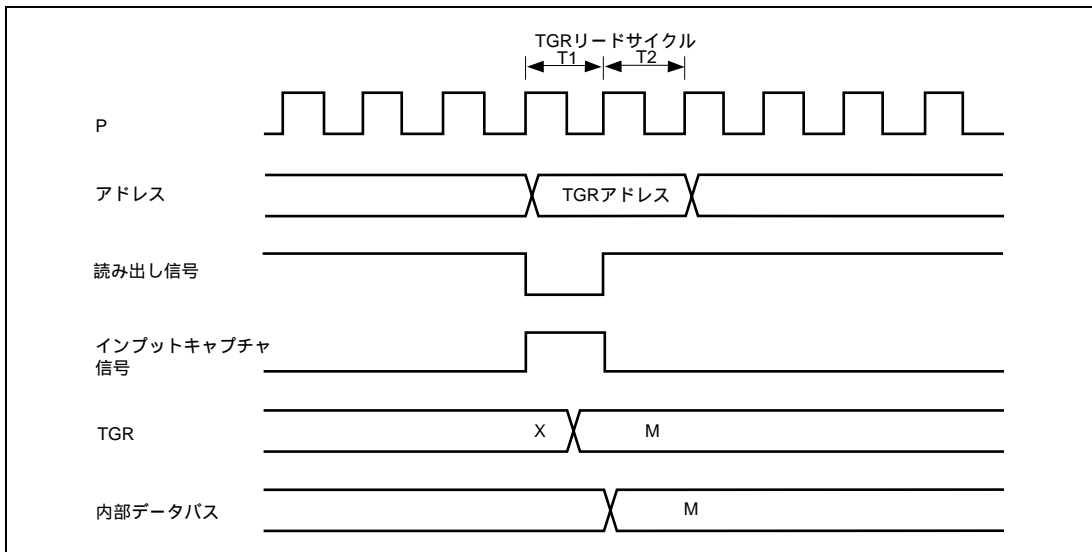 TGRリードサイクル
T1
T2
P
アドレス
TGRアドレス
読み出し信号
インプットキャプチャ
信号
TGR
X
M
内部データバス
M